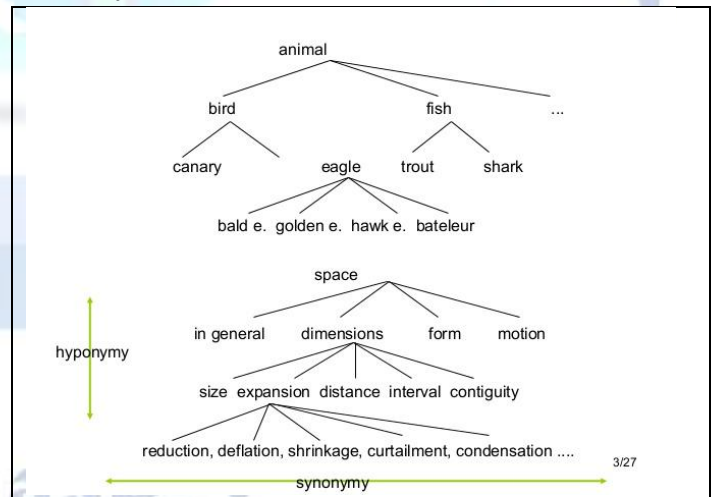 animal
bird fish ...
canary eagle trout shark
bald e. golden e. hawk e. bateleur
space
in general dimensions form motion
hyponymy
size expansion distance interval contiguity
reduction, deflation, shrinkage, curtailment, condensation ....
3/27
synonymy